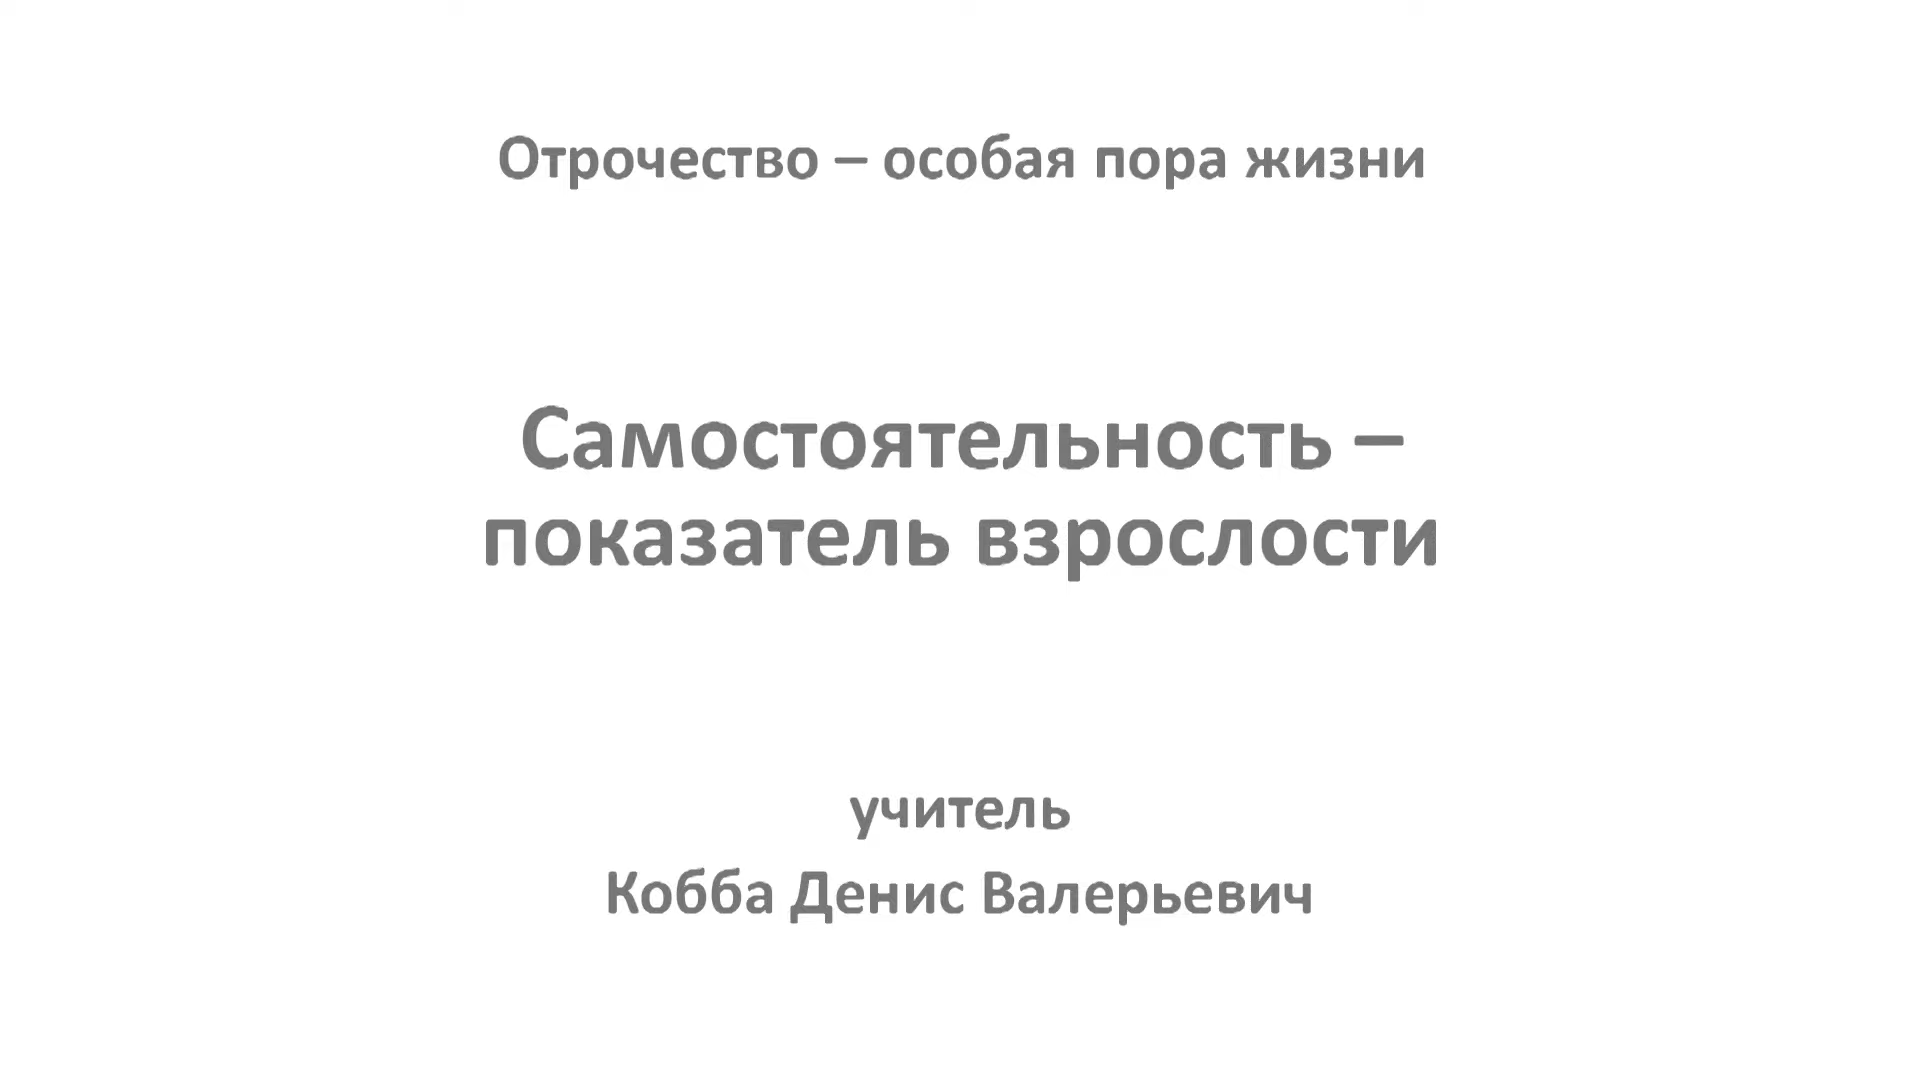 Отрочество – особая пора жизни
Самостоятельность –
показатель взрослости
учитель
Кобба Денис Валерьевич